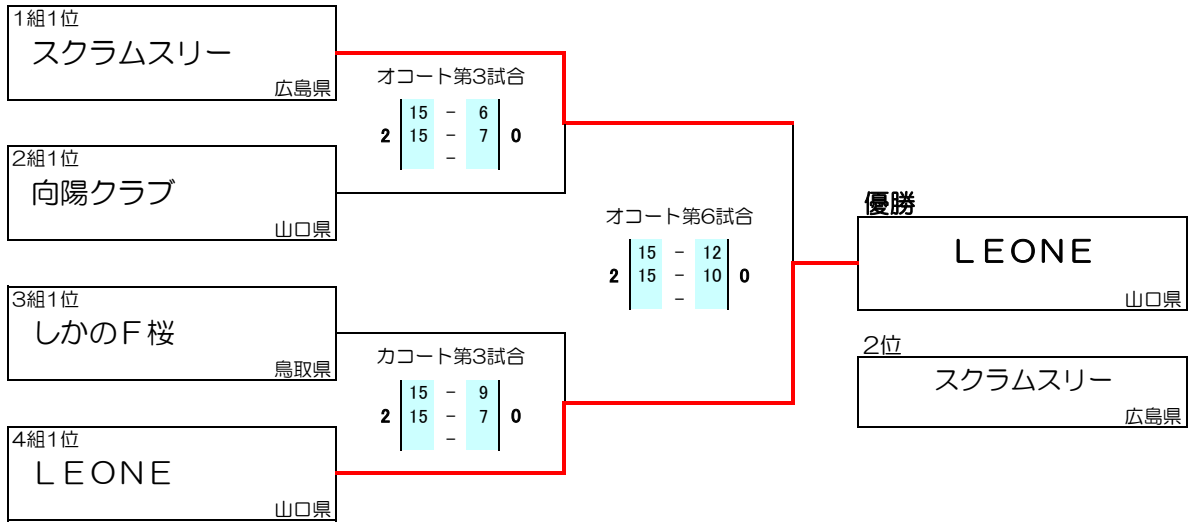 1組1位
スクラムスリー
広島県
オコート第3試合
15 - 6
2 15 - 7 0
-
2組1位
向陽クラブ
山口県
オコート第6試合
15 - 12
2 15 - 10 0
-
優勝
ＬＥＯＮＥ
山口県
3組1位
しかのＦ桜
鳥取県
カコート第3試合
15 - 9
2 15 - 7 0
-
2位
スクラムスリー
広島県
4組1位
ＬＥＯＮＥ
山口県